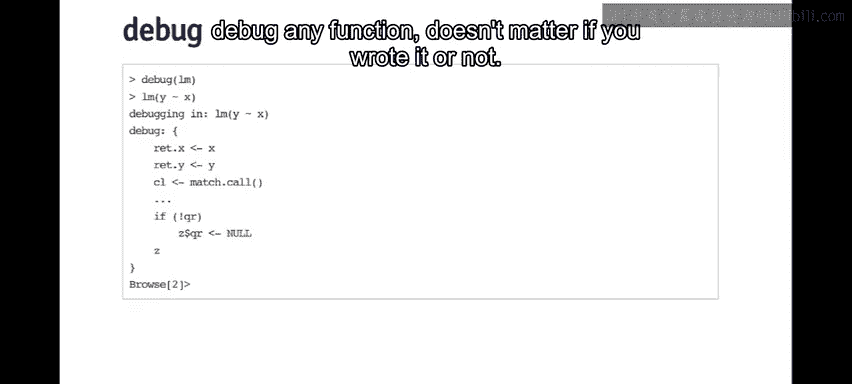 debug
debug any function, doesn't matter if you
wrote it or not.
> debug(lm)
> lm(y ~ x)
debugging in: lm(y ~ x)
debug: {
    ret.x <- x
    ret.y <- y
    cl <- match.call()
    ...
    if (!qr)
        z$qr <- NULL
    z
}
Browse[2]>